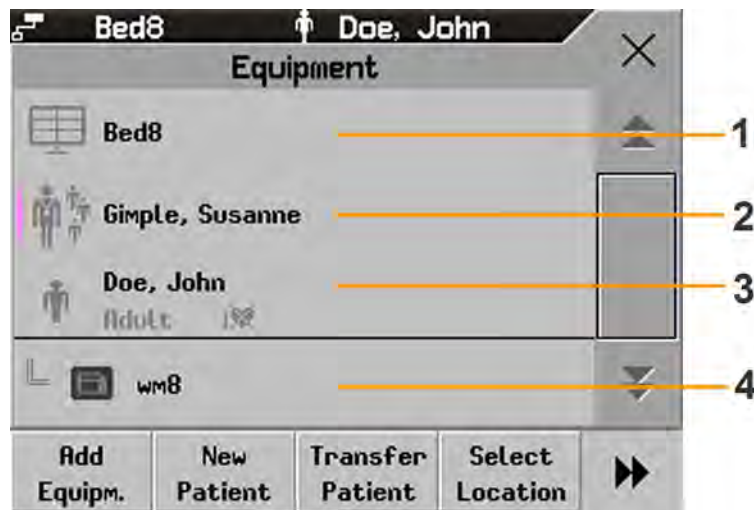 Bed8 Doe, John
Equipment
Bed8 1
Gimple, Susanne 2
Doe, John 3
Adult
wm8 4
Add Equipm.
New Patient
Transfer Patient
Select Location